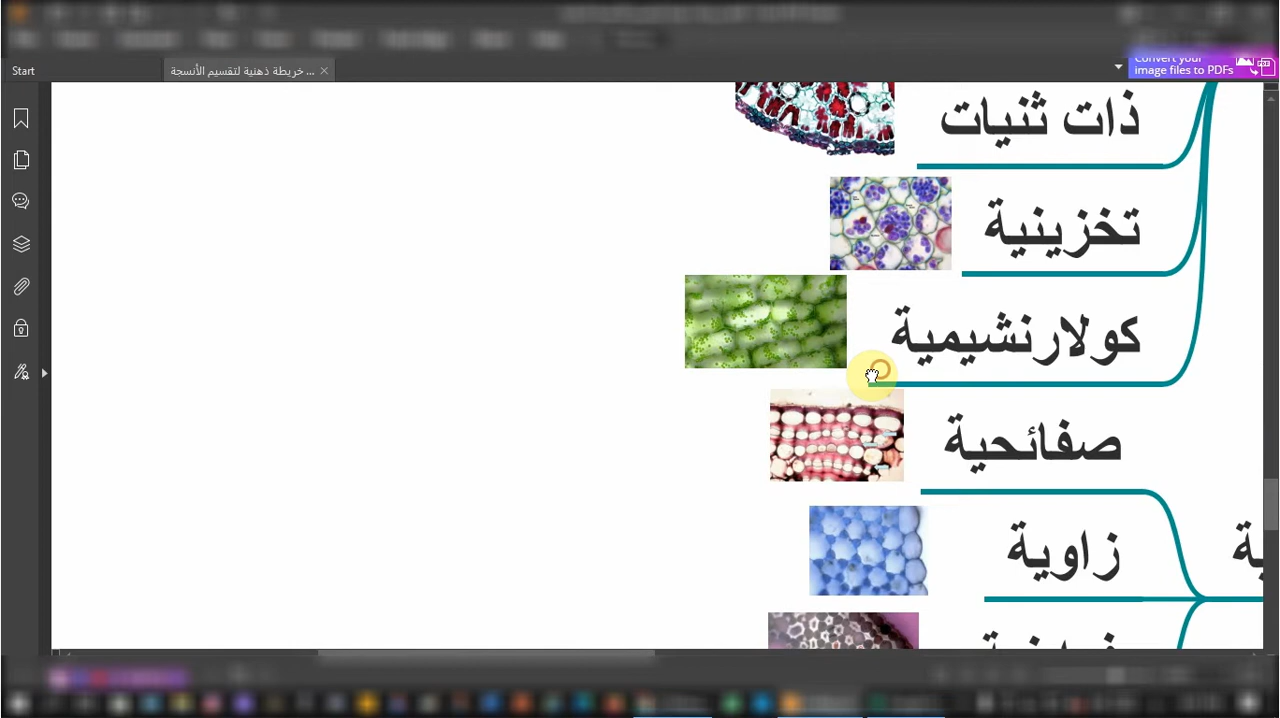 Start
خريطة ذهنية لتقسيم الأنسجة ...
Convert your
image files to PDFs
ذات ثنيات
تخزينية
كولارنشيمية
صفائحية
زاوية